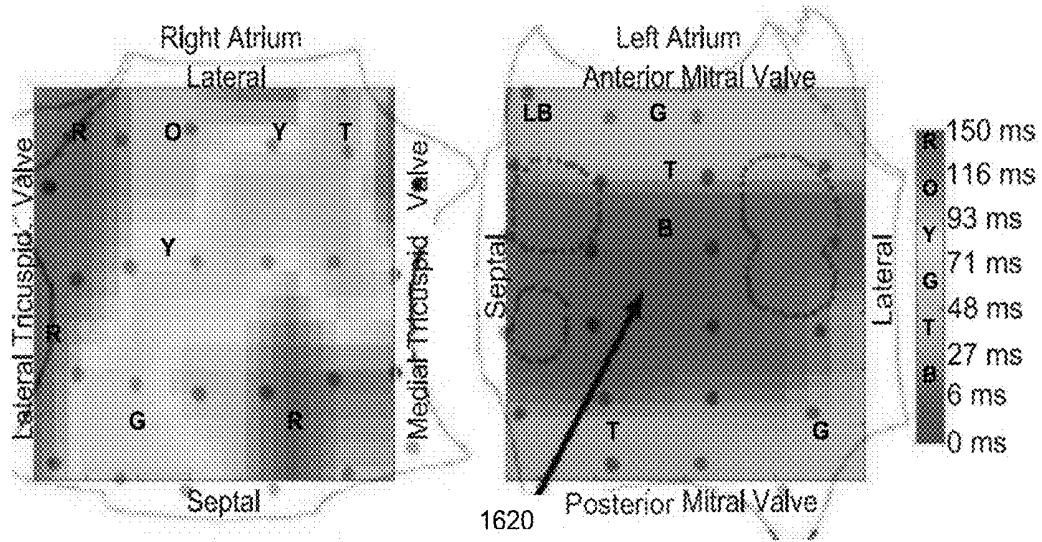 Right Atrium
Lateral
Lateral Tricuspid Valve
R
O
Y
T
Y
R
G
R
Medial Tricuspid Valve
Septal
Left Atrium
Anterior Mitral Valve
Septal
LB
G
T
B
T
G
Lateral
Posterior Mitral Valve
1620
R
O
Y
G
T
B
150 ms
116 ms
93 ms
71 ms
48 ms
27 ms
6 ms
0 ms